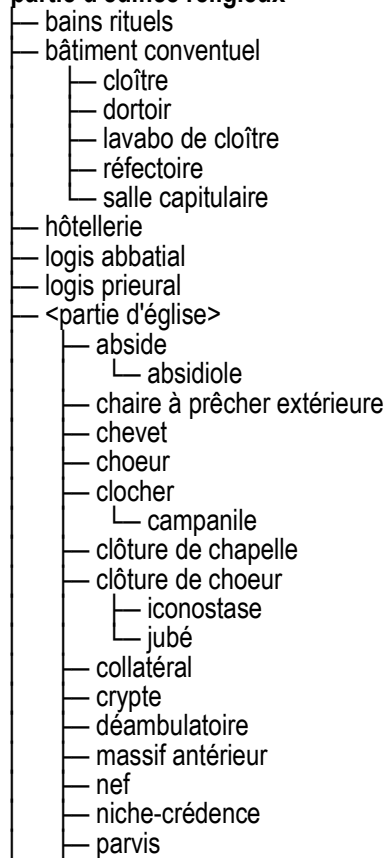 partie d'édifices religieux
bains rituels
bâtiment conventuel
cloître
dortoir
lavabo de cloître
réfectoire
salle capitulaire
hôtellerie
logis abbatial
logis prieural
<partie d'église>
abside
absidiole
chaire à prêcher extérieure
chevet
choeur
clocher
campanile
clôture de chapelle
clôture de choeur
iconostase
jubé
collatéral
crypte
déambulatoire
massif antérieur
nef
niche-crédence
parvis